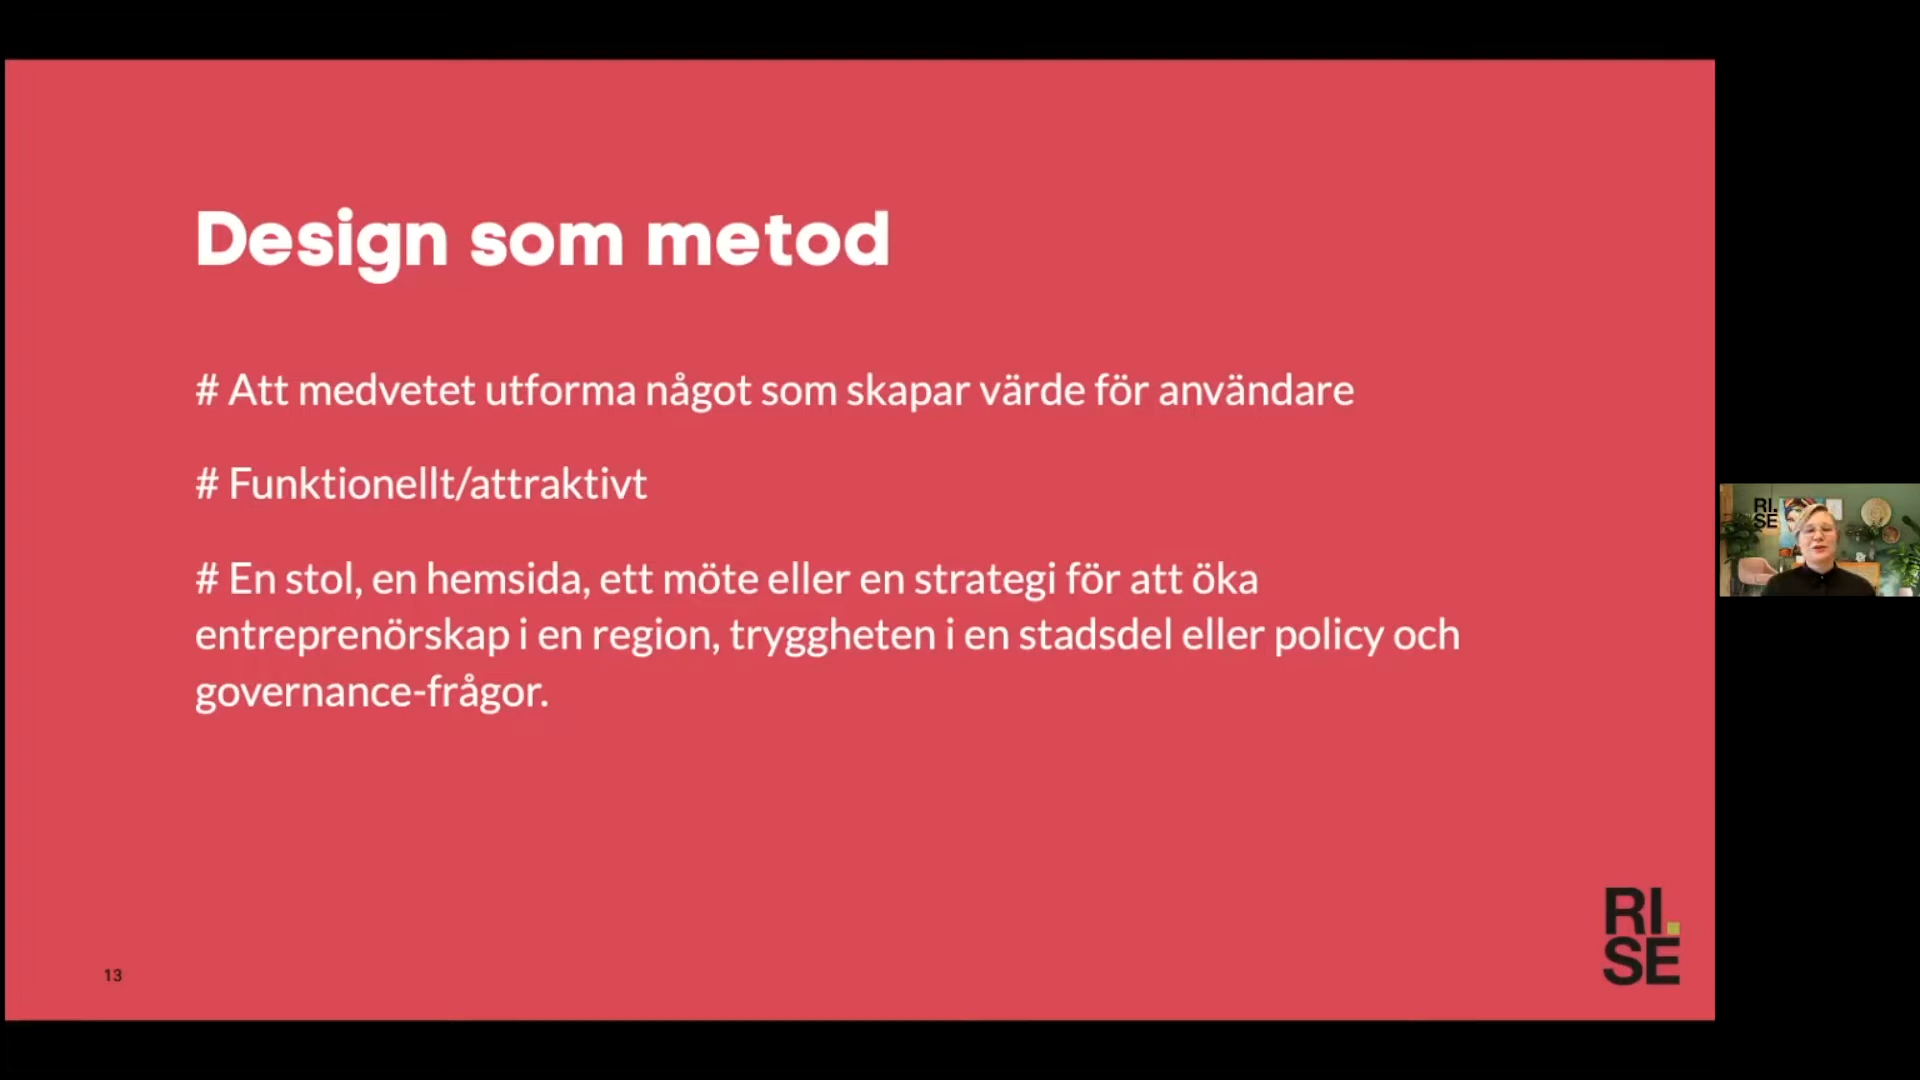 Design som metod
# Att medvetet utforma något som skapar värde för användare
# Funktionellt/attraktivt
# En stol, en hemsida, ett möte eller en strategi för att öka
entreprenörskap i en region, tryggheten i en stadsdel eller policy och
governance-frågor.
13
RI.
SE
RI.
SE